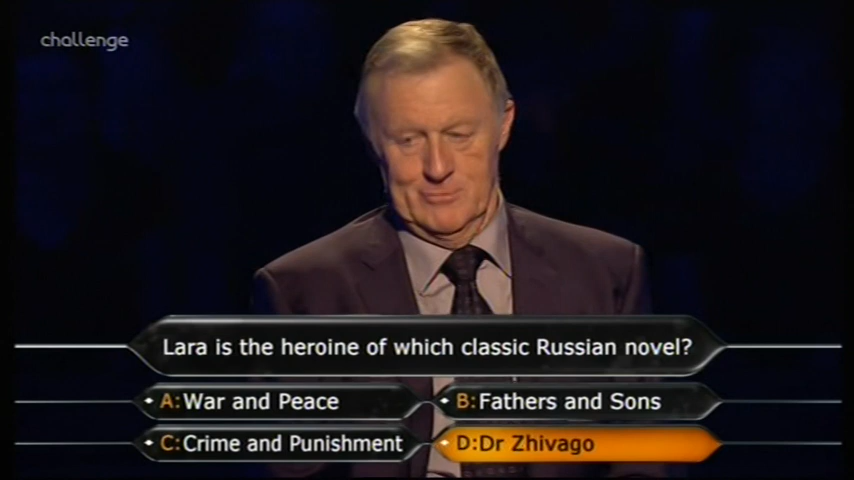 challenge
Lara is the heroine of which classic Russian novel?
A:War and Peace
B:Fathers and Sons
C:Crime and Punishment
D:Dr Zhivago